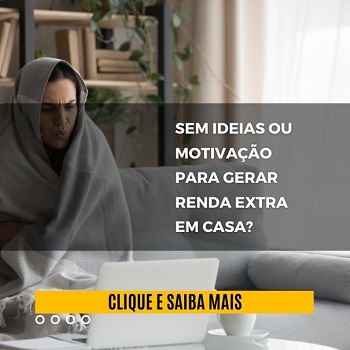 SEM IDEIAS OU
MOTIVAÇÃO
PARA GERAR
RENDA EXTRA
EM CASA?
CLIQUE E SAIBA MAIS